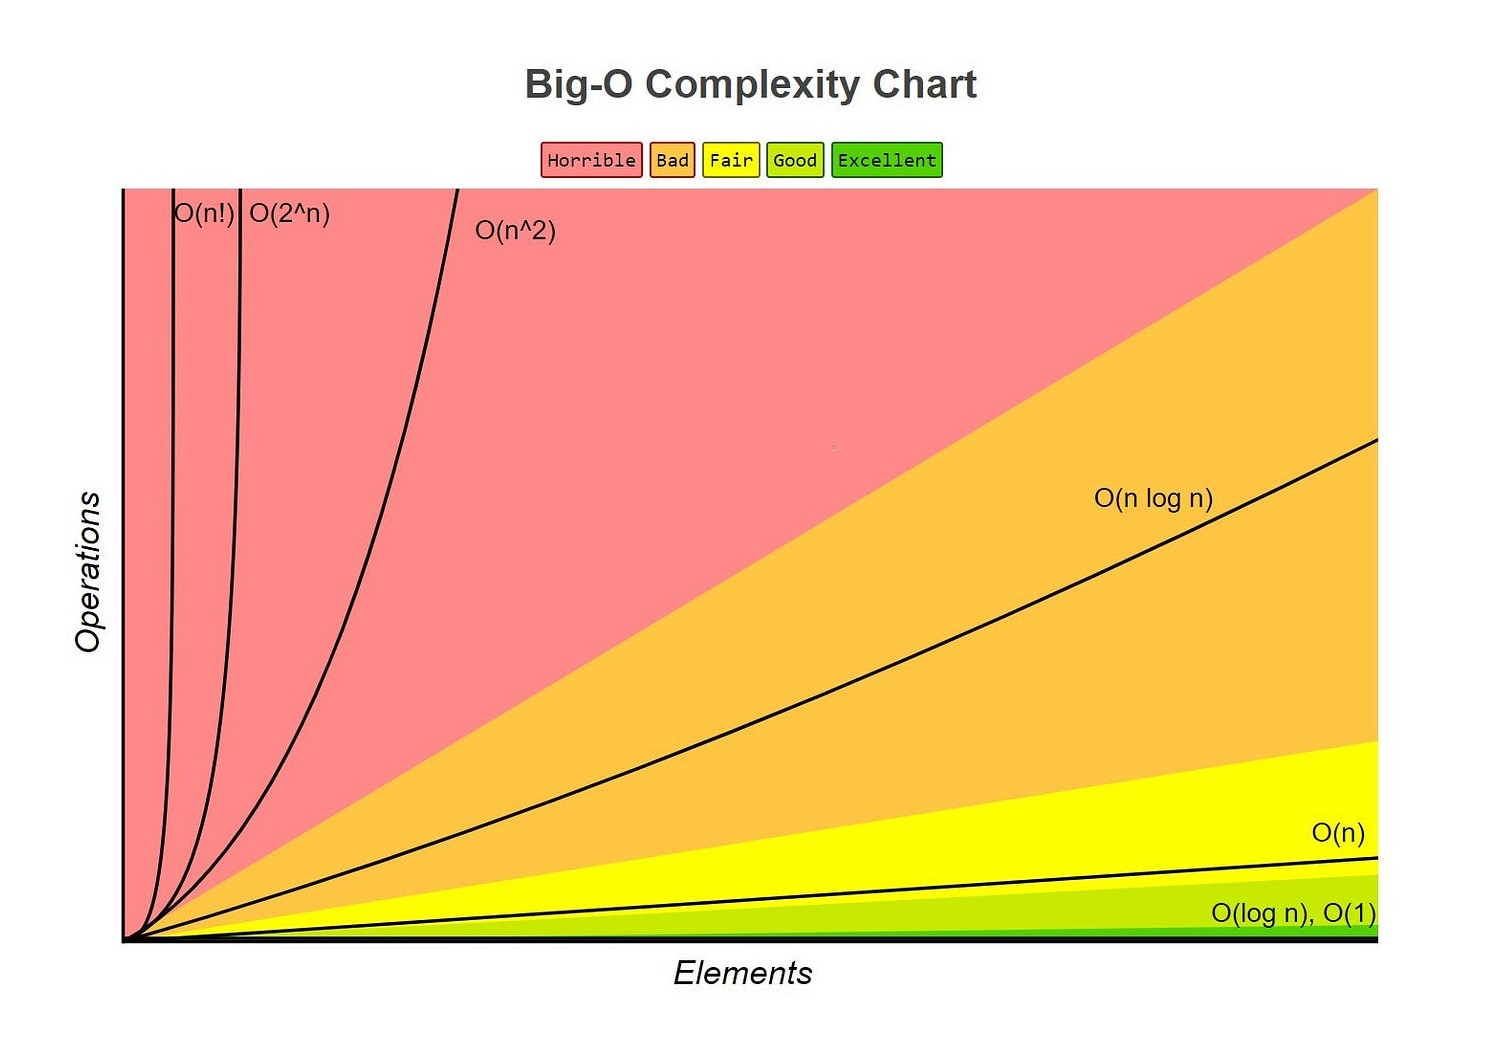 Big-O Complexity Chart
Horrible Bad Fair Good Excellent
O(n!) O(2^n)
O(n^2)
O(n log n)
O(n)
O(log n), O(1)
Operations
Elements